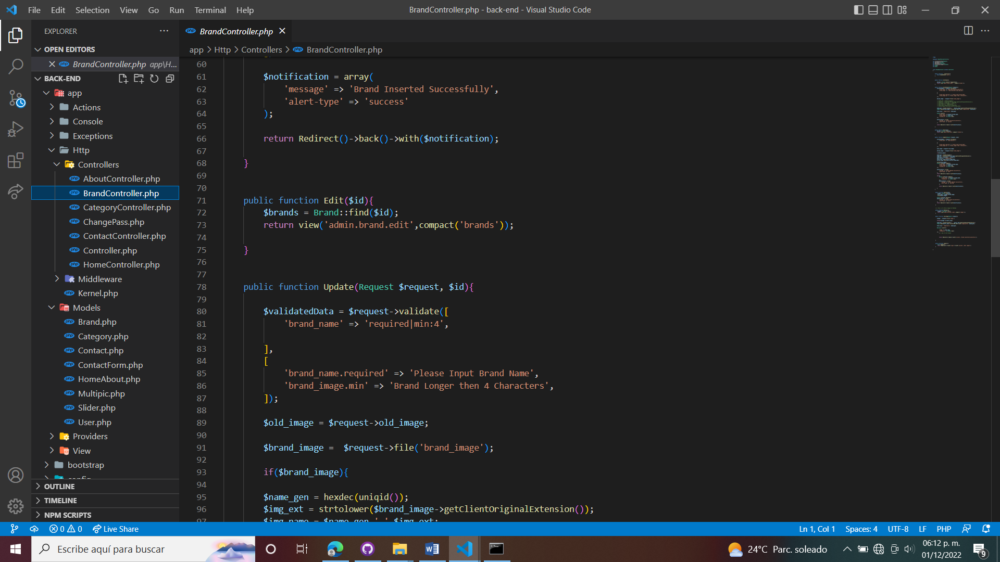 File Edit Selection View Go Run Terminal Help
BrandController.php - back-end - Visual Studio Code
EXPLORER
OPEN EDITORS
BrandController.php app\H...
BACK-END
app
Actions
Console
Exceptions
Http
Controllers
AboutController.php
BrandController.php
CategoryController.php
ChangePass.php
ContactController.php
Controller.php
HomeController.php
Middleware
Kernel.php
Models
Brand.php
Category.php
Contact.php
ContactForm.php
HomeAbout.php
Multipic.php
Slider.php
User.php
Providers
View
bootstrap
config
OUTLINE
TIMELINE
NPM SCRIPTS
BrandController.php
app > Http > Controllers > BrandController.php
60
61 $notification = array(
62 'message' => 'Brand Inserted Successfully',
63 'alert-type' => 'success'
64 );
65
66 return Redirect()->back()->with($notification);
67
68 }
69
70
71 public function Edit($id){
72 $brands = Brand::find($id);
73 return view('admin.brand.edit',compact('brands'));
74
75 }
76
77
78 public function Update(Request $request, $id){
79
80 $validatedData = $request->validate([
81 'brand_name' => 'required|min:4',
82
83 ],
84 [
85 'brand_name.required' => 'Please Input Brand Name',
86 'brand_image.min' => 'Brand Longer then 4 Characters',
87 ]);
88
89 $old_image = $request->old_image;
90
91 $brand_image =  $request->file('brand_image');
92
93 if($brand_image){
94
95 $name_gen = hexdec(uniqid());
96 $img_ext = strtolower($brand_image->getClientOriginalExtension());
97 $img_name = $name_gen.'.'.$img_ext;
0 0 Live Share
Ln 1, Col 1 Spaces: 4 UTF-8 LF PHP
Escribe aquí para buscar
24°C Parc. soleado
06:12 p. m.
01/12/2022
9